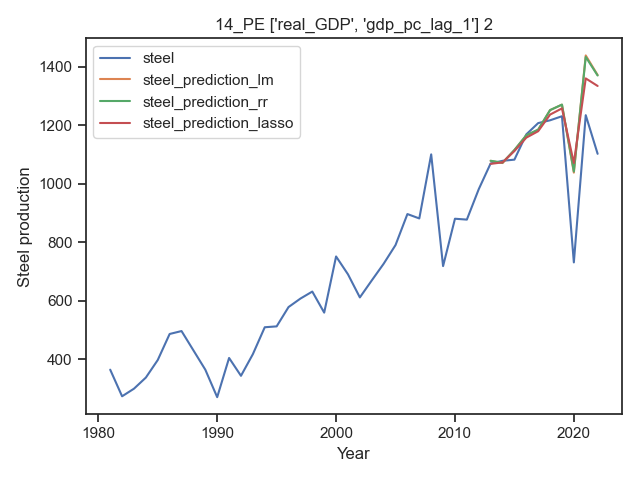 14_PE ['real_GDP', 'gdp_pc_lag_1'] 2
steel
steel_prediction_lm
steel_prediction_rr
steel_prediction_lasso
Steel production
1400
1200
1000
800
600
400
1980
1990
2000
2010
2020
Year